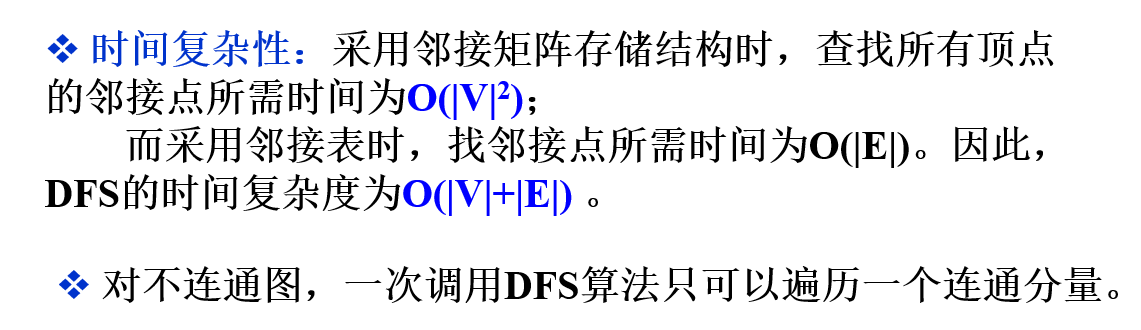 ❖ 时间复杂性：采用邻接矩阵存储结构时，查找所有顶点
的邻接点所需时间为O(|V|²)；
而采用邻接表时，找邻接点所需时间为O(|E|)。因此，
DFS的时间复杂度为O(|V|+|E|) 。
❖ 对不连通图，一次调用DFS算法只可以遍历一个连通分量。